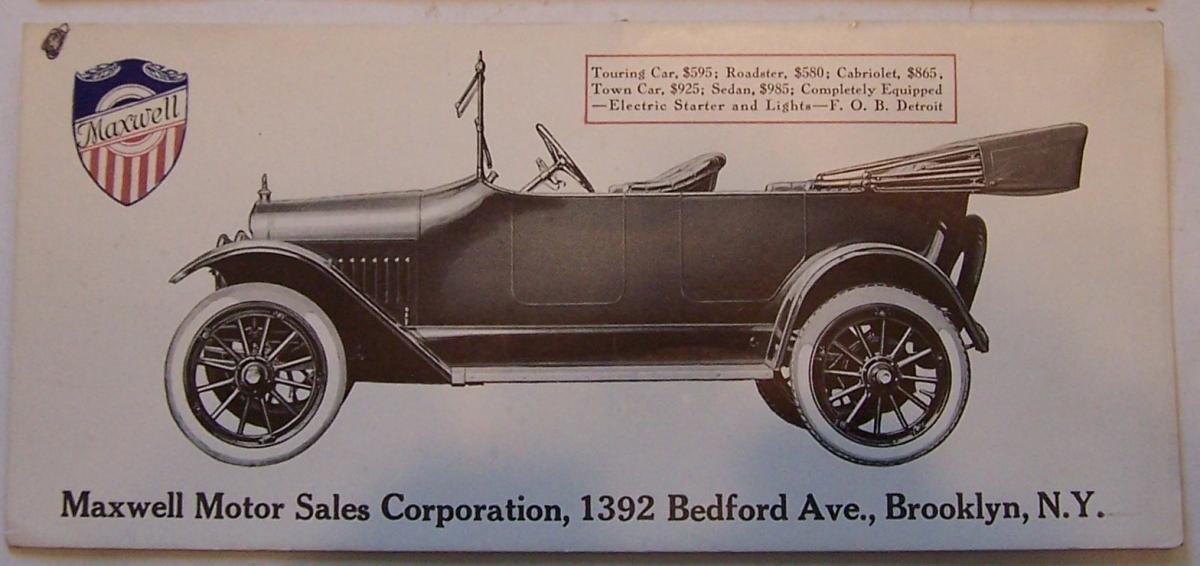 Maxwell
Touring Car, $595; Roadster, $580; Cabriolet, $865,
Town Car, $925; Sedan, $985; Completely Equipped
—Electric Starter and Lights—F. O. B. Detroit
Maxwell Motor Sales Corporation, 1392 Bedford Ave., Brooklyn, N.Y.